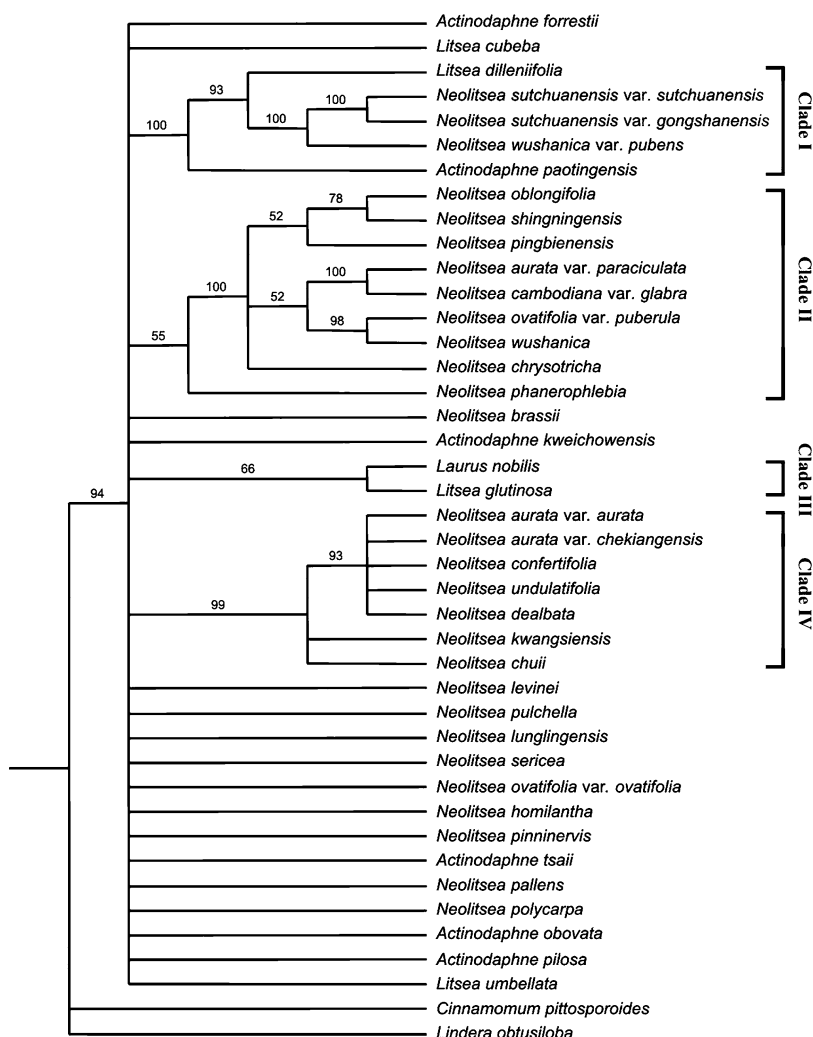 Actinodaphne forrestii
Litsea cubeba
Litsea dilleniifolia
93
Neolitsea sutchuanensis var. sutchuanensis
100
Neolitsea sutchuanensis var. gongshanensis
100
100
Neolitsea wushanica var. pubens
Actinodaphne paotingensis
Clade I
Neolitsea oblongifolia
78
Neolitsea shingningensis
52
Neolitsea pingbienensis
Neolitsea aurata var. paraciculata
100
100
52
Neolitsea cambodiana var. glabra
Neolitsea ovatifolia var. puberula
98
55
Neolitsea wushanica
Neolitsea chrysotricha
Neolitsea phanerophlebia
Clade II
Neolitsea brassii
Actinodaphne kweichowensis
Laurus nobilis
66
Litsea glutinosa
Clade III
94
Neolitsea aurata var. aurata
Neolitsea aurata var. chekiangensis
93
Neolitsea confertifolia
Neolitsea undulatifolia
99
Neolitsea dealbata
Neolitsea kwangsiensis
Neolitsea chuii
Clade IV
Neolitsea levinei
Neolitsea pulchella
Neolitsea lunglingensis
Neolitsea sericea
Neolitsea ovatifolia var. ovatifolia
Neolitsea homilantha
Neolitsea pinninervis
Actinodaphne tsaii
Neolitsea pallens
Neolitsea polycarpa
Actinodaphne obovata
Actinodaphne pilosa
Litsea umbellata
Cinnamomum pittosporoides
Lindera obtusiloba